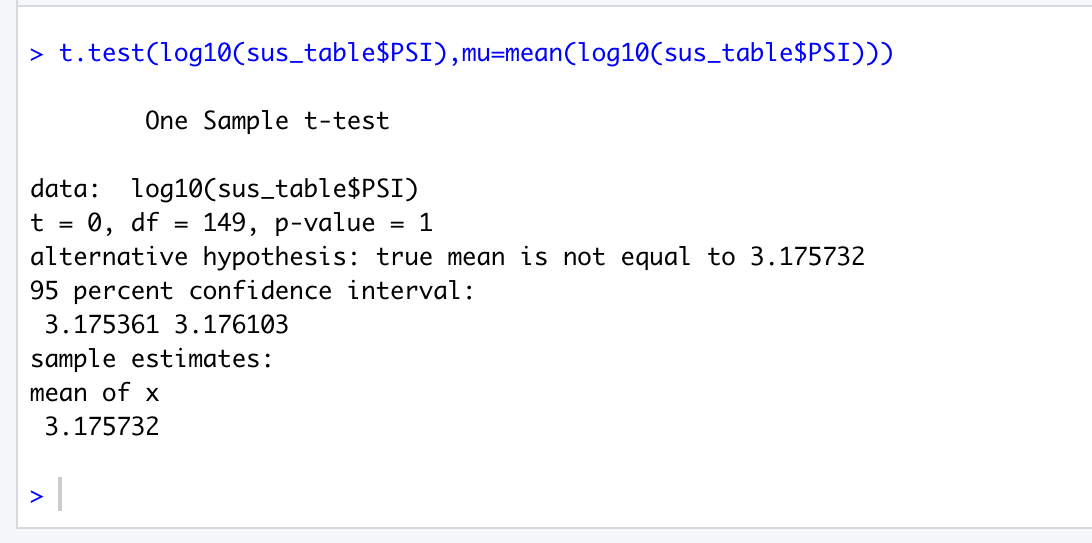 > t.test(log10(sus_table$PSI),mu=mean(log10(sus_table$PSI)))
One Sample t-test
data:  log10(sus_table$PSI)
t = 0, df = 149, p-value = 1
alternative hypothesis: true mean is not equal to 3.175732
95 percent confidence interval:
3.175361 3.176103
sample estimates:
mean of x
3.175732
>